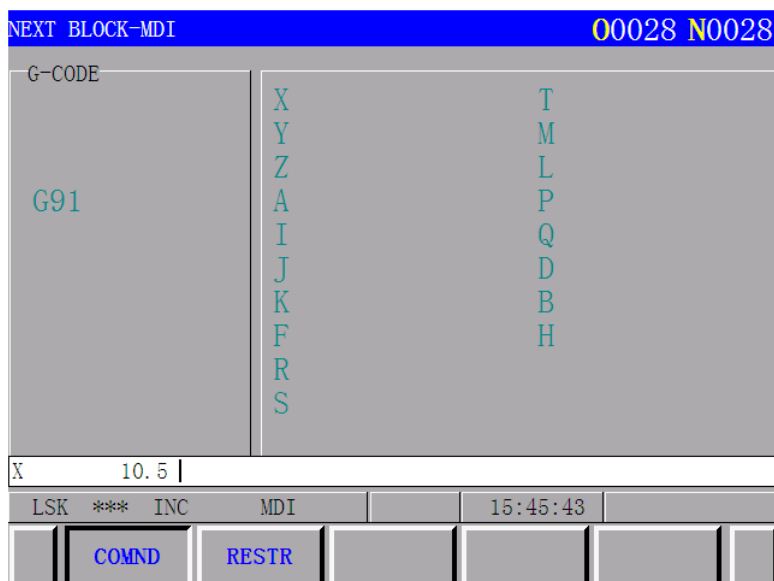 NEXT BLOCK-MDI O0028 N0028
G-CODE
X T
Y M
Z L
G91 A P
I Q
J D
K B
F H
R
S
X 10.5
LSK *** INC MDI 15:45:43
COMND RESTR